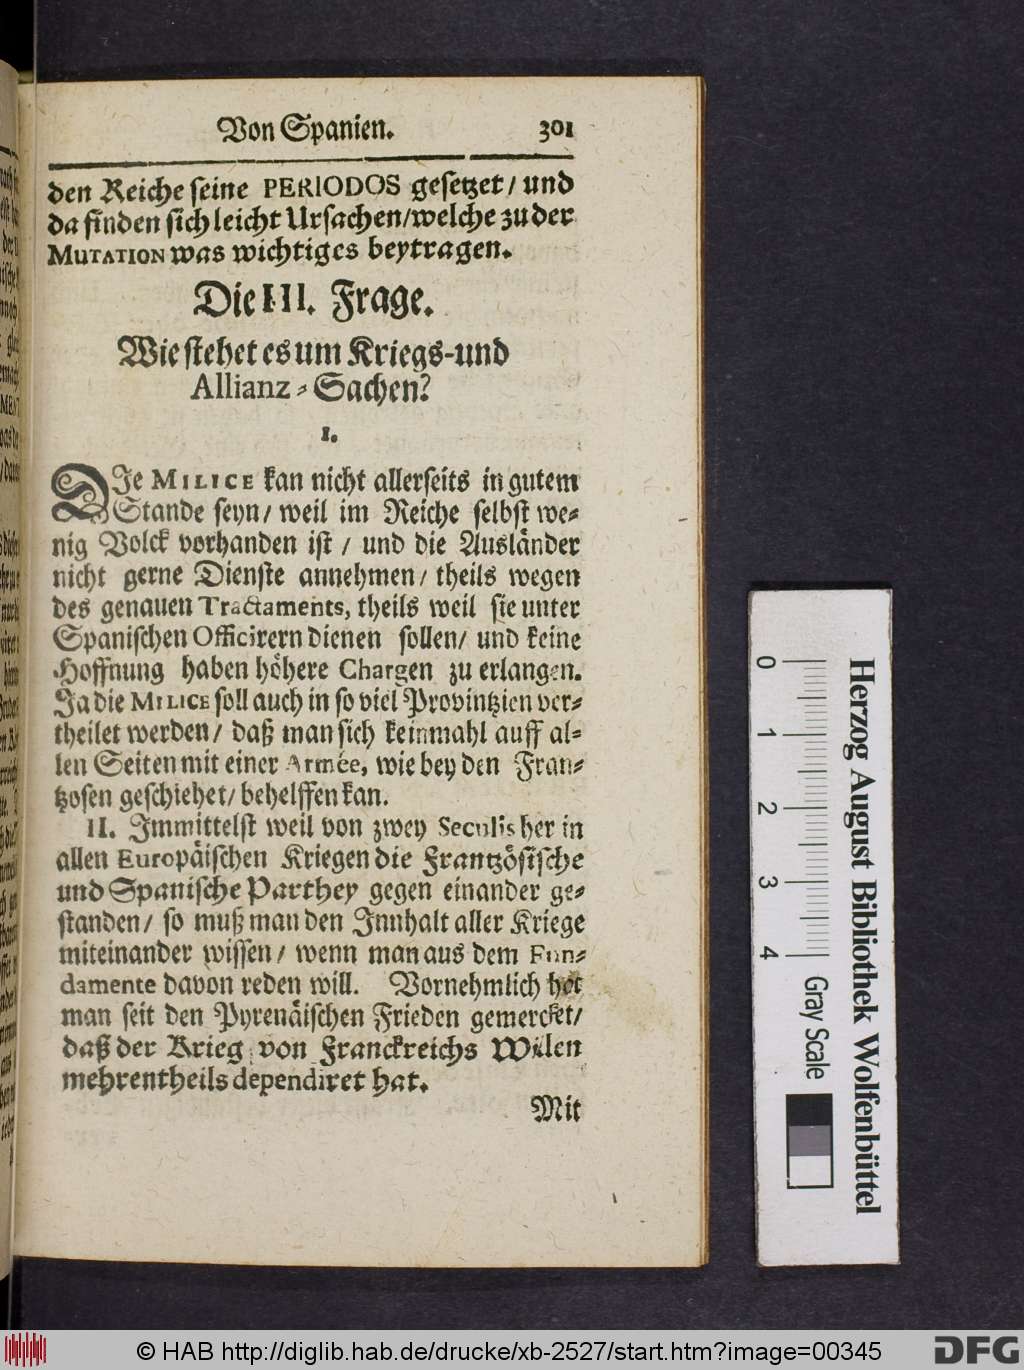 Von Spanien. 301
den Reiche seine PERIODOS gesetzet / und
da finden sich leicht Ursachen / welche zu der
MUTATION was wichtiges beytragen.
Die III. Frage.
Wie stehet es um Kriegs- und
Allianz-Sachen?
I.
DIe MILICE kan nicht allerseits in gutem
Stande seyn / weil im Reiche selbst we-
nig Volck vorhanden ist / und die Ausländer
nicht gerne Dienste annehmen / theils wegen
des genauen Tractaments, theils weil sie unter
Spanischen Officirern dienen sollen / und keine
Hoffnung haben höhere Chargen zu erlangen.
Ja die MILICE soll auch in so viel Provintzien ver-
theilet werden / daß man sich keinmahl auff al-
len Seiten mit einer Armée, wie bey den Fran-
tzosen geschiehet / behelffen kan.
II. Immittelst weil von zwey Seculis her in
allen Europäischen Kriegen die Frantzösische
und Spanische Parthey gegen einander ge-
standen / so muß man den Innhalt aller Kriege
miteinander wissen / wenn man aus dem Fun-
damente davon reden will. Vornehmlich hat
man seit den Pyrenäischen Frieden gemercket /
daß der Krieg von Franckreichs Willen
mehrentheils dependiret hat.
Mit
0 1 2 3 4
Gray Scale
Herzog August Bibliothek Wolfenbüttel
© HAB http://diglib.hab.de/drucke/xb-2527/start.htm?image=00345
DFG